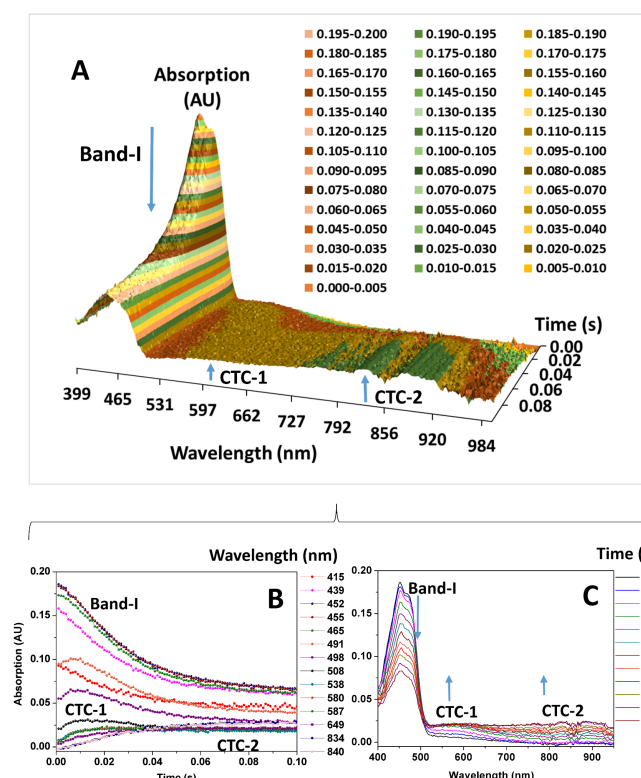 0.195-0.200 0.190-0.195 0.185-0.190
0.180-0.185 0.175-0.180 0.170-0.175
0.165-0.170 0.160-0.165 0.155-0.160
0.150-0.155 0.145-0.150 0.140-0.145
0.135-0.140 0.130-0.135 0.125-0.130
0.120-0.125 0.115-0.120 0.110-0.115
0.105-0.110 0.100-0.105 0.095-0.100
0.090-0.095 0.085-0.090 0.080-0.085
0.075-0.080 0.070-0.075 0.065-0.070
0.060-0.065 0.055-0.060 0.050-0.055
0.045-0.050 0.040-0.045 0.035-0.040
0.030-0.035 0.025-0.030 0.020-0.025
0.015-0.020 0.010-0.015 0.005-0.010
0.000-0.005
A
Absorption
(AU)
Band-I
Time (s)
0.00
0.02
0.04
0.06
0.08
CTC-1
CTC-2
399 465 531 597 662 727 792 856 920 984
Wavelength (nm)
Wavelength (nm)
B
Absorption (AU)
0.20
0.15
0.10
0.05
0.00
Band-I
CTC-1
CTC-2
0.00 0.02 0.04 0.06 0.08 0.10
Time (s)
415
439
452
455
465
491
498
508
538
580
587
649
834
840
Time (
C
0.20
0.15
0.10
0.05
0.00
Band-I
CTC-1
CTC-2
400 500 600 700 800 900
Wavelength (nm)